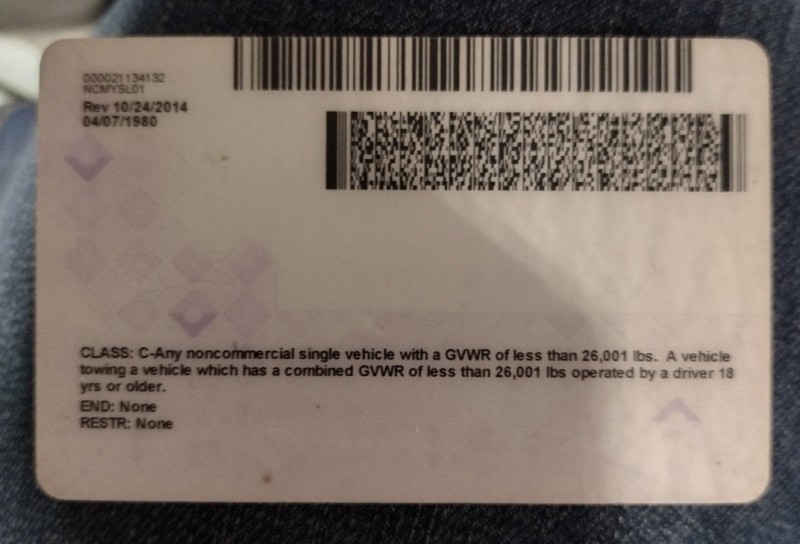 000021134132
NCMYSL01
Rev 10/24/2014
04/07/1980
CLASS: C-Any noncommercial single vehicle with a GVWR of less than 26,001 lbs. A vehicle
towing a vehicle which has a combined GVWR of less than 26,001 lbs operated by a driver 18
yrs or older.
END: None
RESTR: None